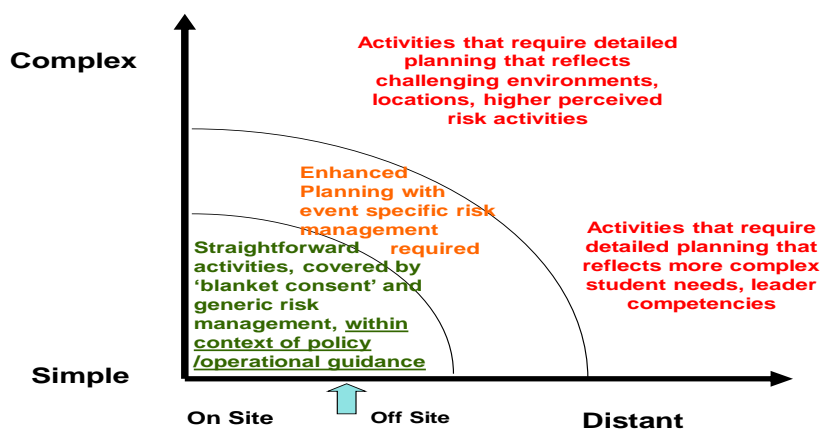 Complex
Activities that require detailed
planning that reflects
challenging environments,
locations, higher perceived
risk activities
Enhanced
Planning with
event specific risk
management
required
Straightforward
activities, covered by
‘blanket consent’ and
generic risk
management, within
context of policy
/operational guidance
Activities that require
detailed planning that
reflects more complex
student needs, leader
competencies
Simple
On Site
Off Site
Distant